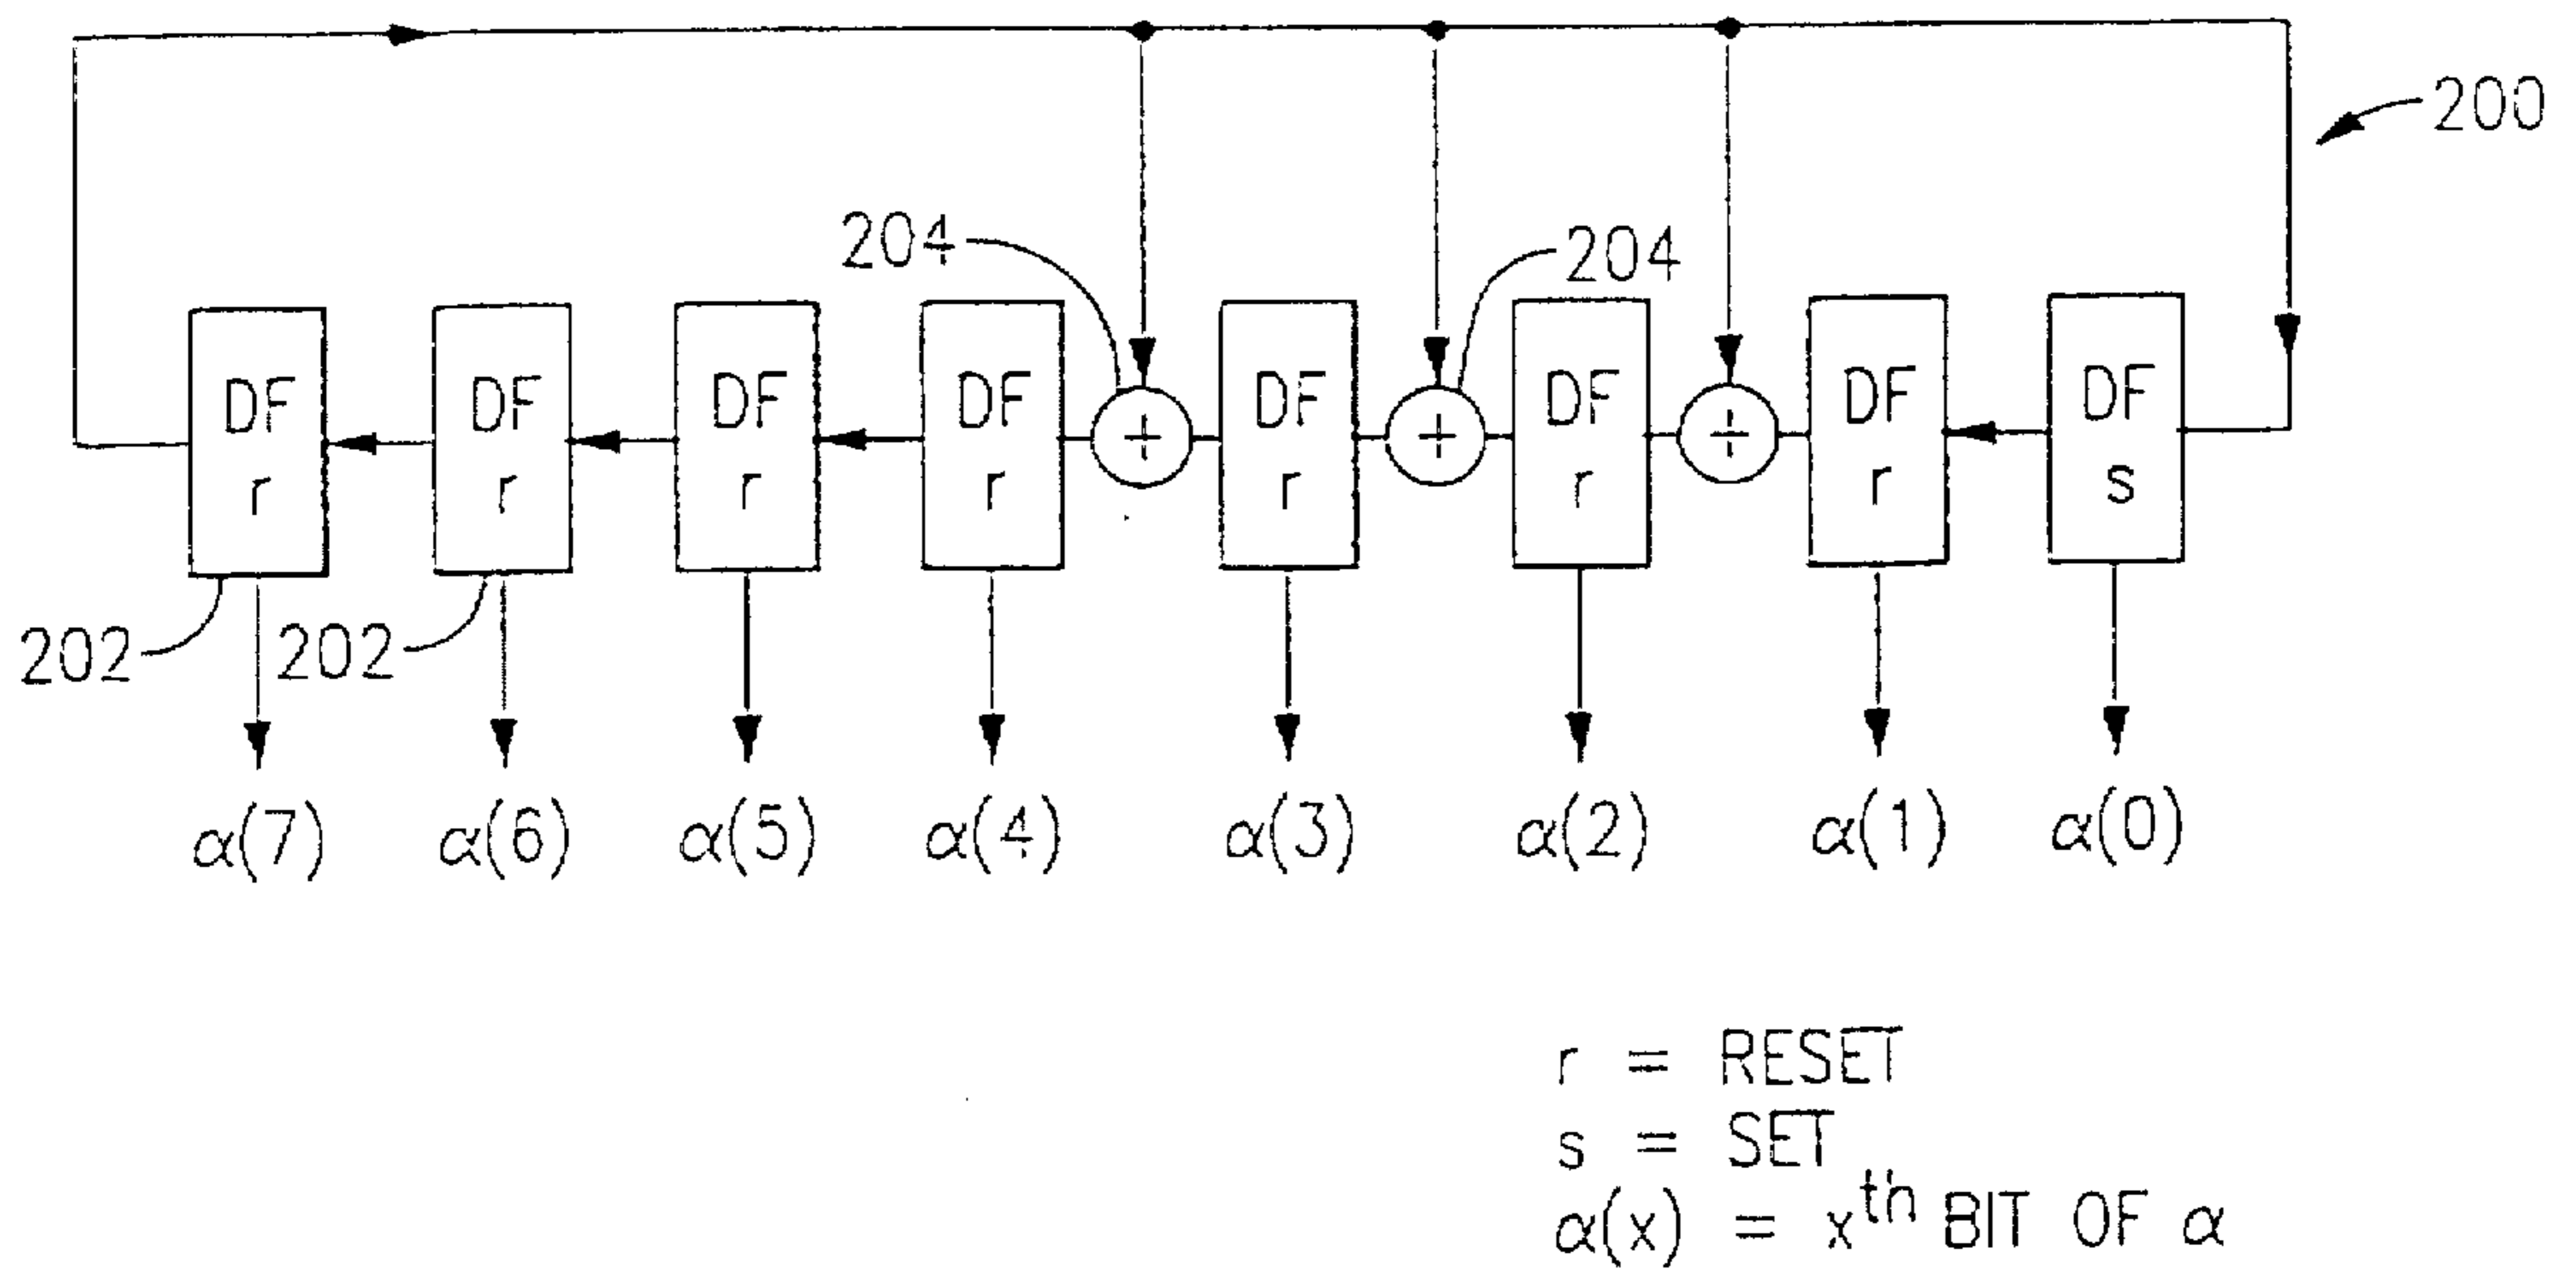 200
204
204
DF DF DF DF + DF + DF + DF DF
r r r r r r r s
202
202
α(7) α(6) α(5) α(4) α(3) α(2) α(1) α(0)
r = RESET
s = SET
α(x) = xth BIT OF α